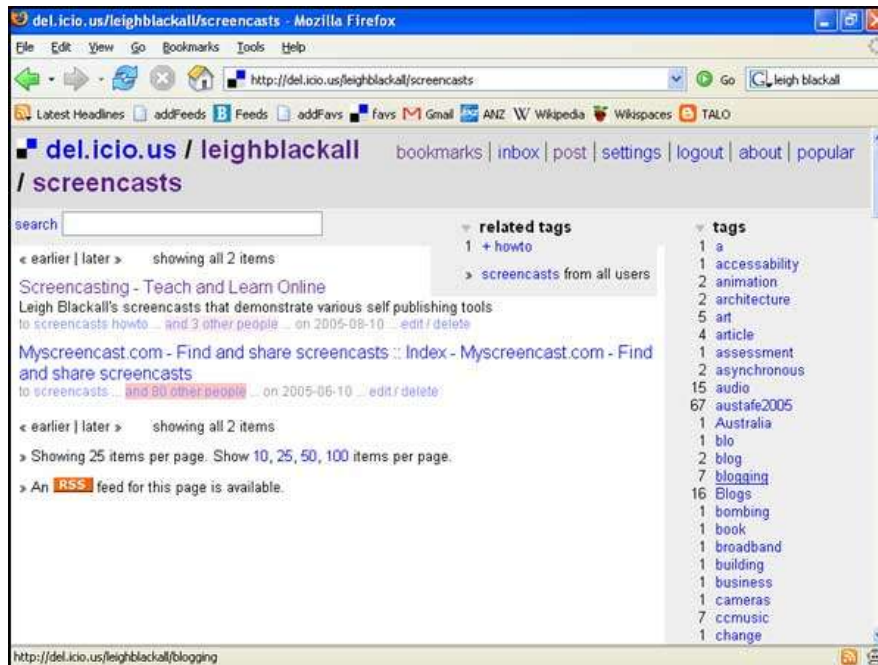 del.icio.us/leighblackall/screencasts - Mozilla Firefox
File Edit View Go Bookmarks Tools Help
http://del.icio.us/leighblackall/screencasts
Go
G leigh blackall
Latest Headlines addFeeds B Feeds addFavs favs Gmail ANZ W Wikipedia Wikispaces TALO
del.icio.us / leighblackall
/ screencasts
bookmarks | inbox | post | settings | logout | about | popular
search
« earlier | later » showing all 2 items
Screencasting - Teach and Learn Online
Leigh Blackall's screencasts that demonstrate various self publishing tools
to screencasts howto ... and 3 other people ... on 2005-08-10 ... edit / delete
Myscreencast.com - Find and share screencasts :: Index - Myscreencast.com - Find
and share screencasts
to screencasts ... and 80 other people ... on 2005-06-10 ... edit / delete
« earlier | later » showing all 2 items
» Showing 25 items per page. Show 10, 25, 50, 100 items per page.
» An RSS feed for this page is available.
related tags
1 + howto
» screencasts from all users
tags
1 a
1 accessability
2 animation
2 architecture
5 art
4 article
1 assessment
2 asynchronous
15 audio
67 austafe2005
1 Australia
1 blo
2 blog
7 blogging
16 Blogs
1 bombing
1 book
1 broadband
1 building
1 business
1 cameras
7 ccmusic
1 change
http://del.icio.us/leighblackall/blogging